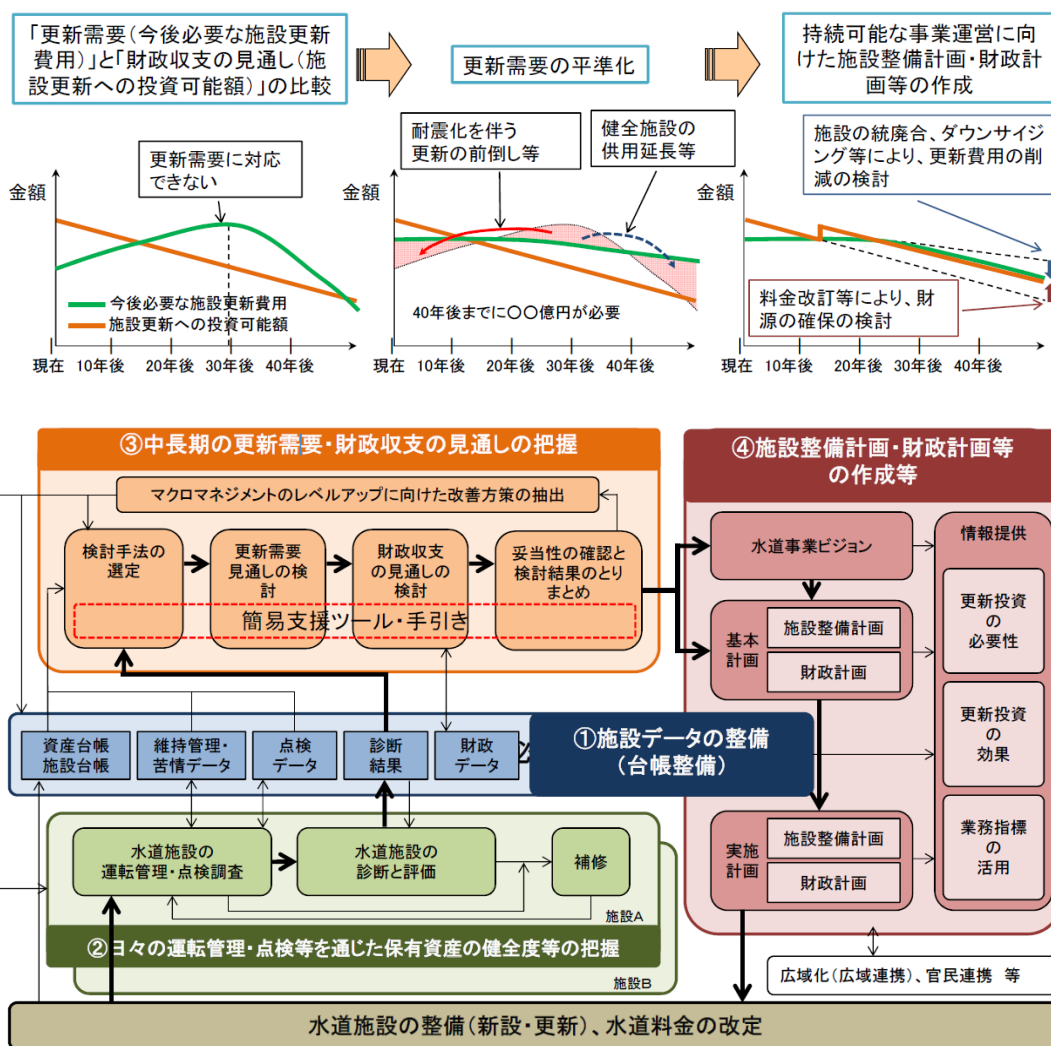 「更新需要(今後必要な施設更新
費用)」と「財政収支の見通し(施
設更新への投資可能額)」の比較
更新需要の平準化
持続可能な事業運営に向
けた施設整備計画・財政計
画等の作成
金額
更新需要に対応
できない
今後必要な施設更新費用
施設更新への投資可能額
現在
10年後
20年後
30年後
40年後
金額
耐震化を伴う
更新の前倒し等
健全施設の
供用延長等
40年後までに〇〇億円が必要
現在
10年後
20年後
30年後
40年後
金額
施設の統廃合、ダウンサイジ
ング等により、更新費用の削
減の検討
料金改訂等により、財
源の確保の検討
現在
10年後
20年後
30年後
40年後
③中長期の更新需要・財政収支の見通しの把握
マクロマネジメントのレベルアップに向けた改善方策の抽出
検討手法の
選定
更新需要
見通しの検
討
財政収支
の見通しの
検討
妥当性の確認と
検討結果のとり
まとめ
簡易支援ツール・手引き
①施設データの整備
(台帳整備)
資産台帳
施設台帳
維持管理・
苦情データ
点検
データ
診断
結果
財政
データ
水道施設の
運転管理・点検調査
水道施設の
診断と評価
補修
施設A
②日々の運転管理・点検等を通じた保有資産の健全度等の把握
施設B
④施設整備計画・財政計画等
の作成等
水道事業ビジョン
基本
計画
施設整備計画
財政計画
実施
計画
施設整備計画
財政計画
情報提供
更新投資
の
必要性
更新投資
の
効果
業務指標
の
活用
広域化(広域連携)、官民連携 等
水道施設の整備(新設・更新)、水道料金の改定